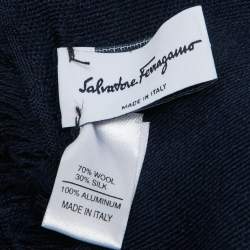 Salvatore Ferragamo
MADE IN ITALY
70% WOOL
30% SILK
100% ALUMINUM
MADE IN ITALY